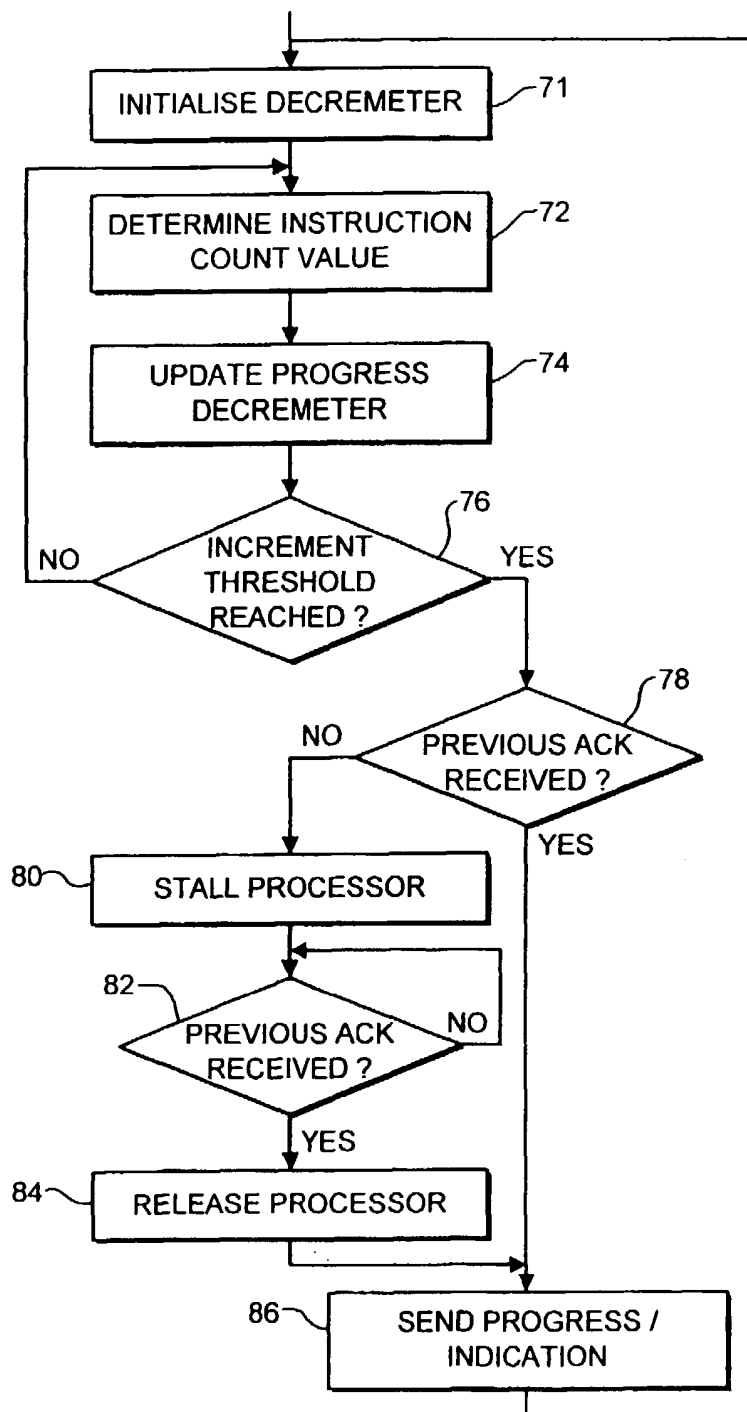 INITIALISE DECREMETER
71
DETERMINE INSTRUCTION
COUNT VALUE
72
UPDATE PROGRESS
DECREMETER
74
INCREMENT
THRESHOLD
REACHED ?
76
NO
YES
PREVIOUS ACK
RECEIVED ?
78
NO
YES
80
STALL PROCESSOR
82
PREVIOUS ACK
RECEIVED ?
NO
YES
84
RELEASE PROCESSOR
86
SEND PROGRESS /
INDICATION